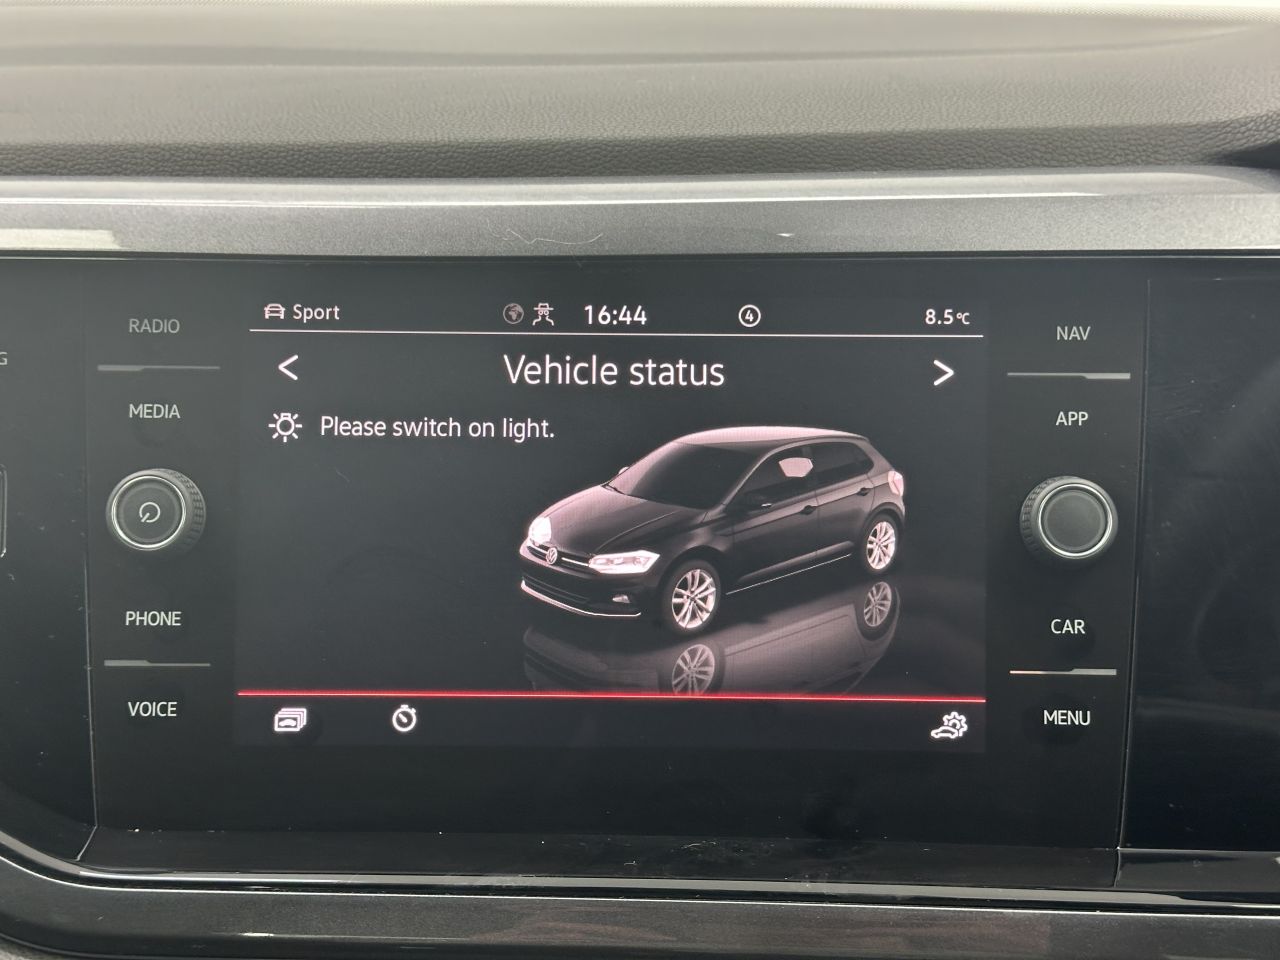 RADIO
MEDIA
PHONE
VOICE
G
Sport
16:44
4
8.5°C
< Vehicle status >
Please switch on light.
NAV
APP
CAR
MENU